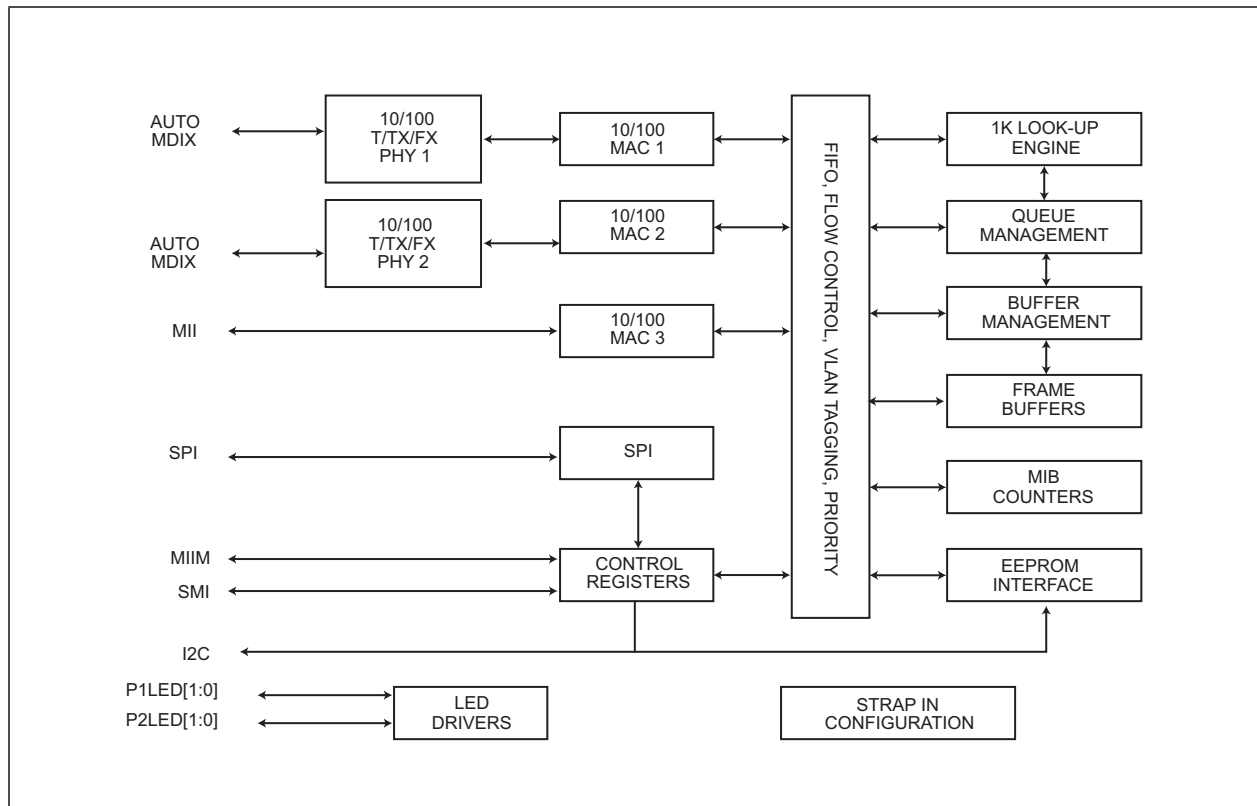 AUTO
MDIX
10/100
T/TX/FX
PHY 1
10/100
MAC 1
FIFO, FLOW CONTROL, VLAN TAGGING, PRIORITY
1K LOOK-UP
ENGINE
AUTO
MDIX
10/100
T/TX/FX
PHY 2
10/100
MAC 2
QUEUE
MANAGEMENT
MII
10/100
MAC 3
BUFFER
MANAGEMENT
FRAME
BUFFERS
SPI
SPI
MIB
COUNTERS
MIIM
SMI
CONTROL
REGISTERS
EEPROM
INTERFACE
I2C
P1LED[1:0]
P2LED[1:0]
LED
DRIVERS
STRAP IN
CONFIGURATION